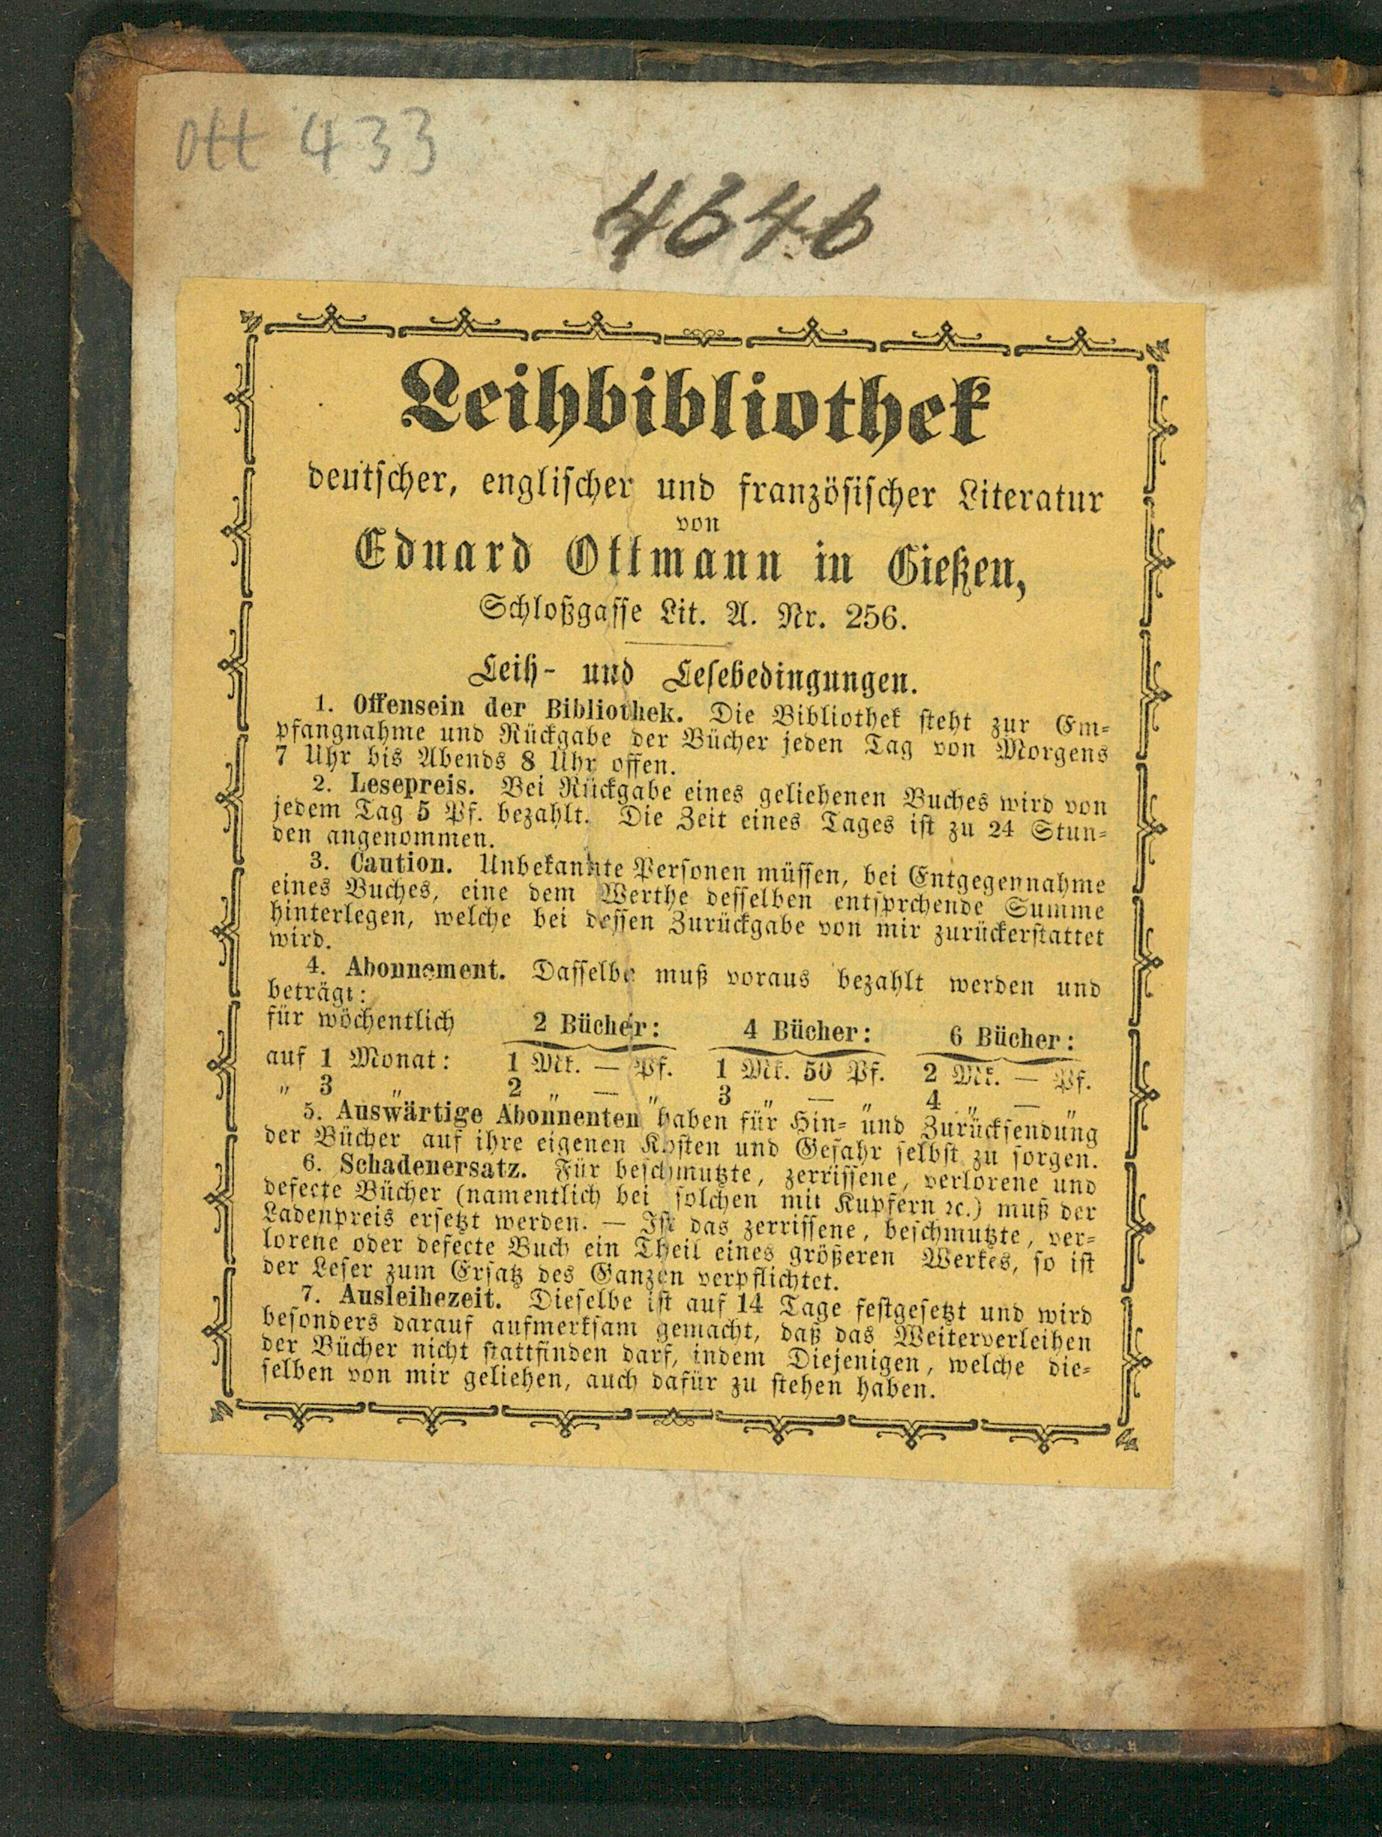 Ott 433
4646
Leihbibliothek
deutscher, englischer und französischer Literatur
von
Eduard Ottmann in Gießen,
Schloßgasse Lit. A. Nr. 256.
Leih- und Lesebedingungen.
1. Offensein der Bibliothek. Die Bibliothek steht zur Em-
pfangnahme und Rückgabe der Bücher jeden Tag von Morgens
7 Uhr bis Abends 8 Uhr offen.
2. Lesepreis. Bei Rückgabe eines geliehenen Buches wird von
jedem Tag 5 Pf. bezahlt. Die Zeit eines Tages ist zu 24 Stun-
den angenommen.
3. Caution. Unbekannte Personen müssen, bei Entgegennahme
eines Buches, eine dem Werthe desselben entsprchende Summe
hinterlegen, welche bei dessen Zurückgabe von mir zurückerstattet
wird.
4. Abonnement. Dasselbe muß voraus bezahlt werden und
beträgt:
für wöchentlich 2 Bücher: 4 Bücher: 6 Bücher:
auf 1 Monat: 1 Mk. — Pf. 1 Mk. 50 Pf. 2 Mk. — Pf.
„ 3 „ 2 „ — „ 3 „ — „ 4 „ — „
5. Auswärtige Abonnenten haben für Hin- und Zurücksendung
der Bücher auf ihre eigenen Kosten und Gefahr selbst zu sorgen.
6. Schadenersatz. Für beschmutzte, zerrissene, verlorene und
defecte Bücher (namentlich bei solchen mit Kupfern ꝛc.) muß der
Ladenpreis ersetzt werden. — Ist das zerrissene, beschmutzte, ver-
lorene oder defecte Buch ein Theil eines größeren Werkes, so ist
der Leser zum Ersatz des Ganzen verpflichtet.
7. Ausleihezeit. Dieselbe ist auf 14 Tage festgesetzt und wird
besonders darauf aufmerksam gemacht, daß das Weiterverleihen
der Bücher nicht stattfinden darf, indem Diejenigen, welche die-
selben von mir geliehen, auch dafür zu stehen haben.